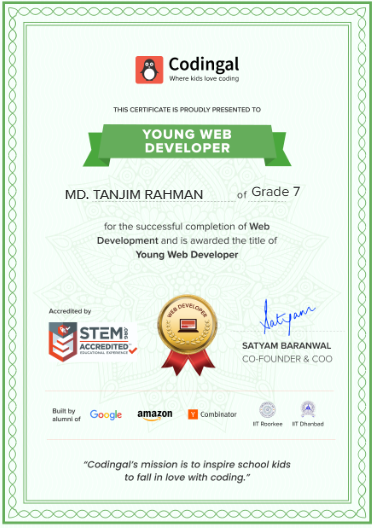 Codingal
Where kids love coding
THIS CERTIFICATE IS PROUDLY PRESENTED TO
YOUNG WEB
DEVELOPER
MD. TANJIM RAHMAN of Grade 7
for the successful completion of Web
Development and is awarded the title of
Young Web Developer
Accredited by
STEM.ORG
ACCREDITED
EDUCATIONAL EXPERIENCE
WEB DEVELOPER
Satyam
SATYAM BARANWAL
CO-FOUNDER & COO
Built by
alumni of
Google
amazon
Y Combinator
IIT Roorkee
IIT Dhanbad
“Codingal’s mission is to inspire school kids
to fall in love with coding.”